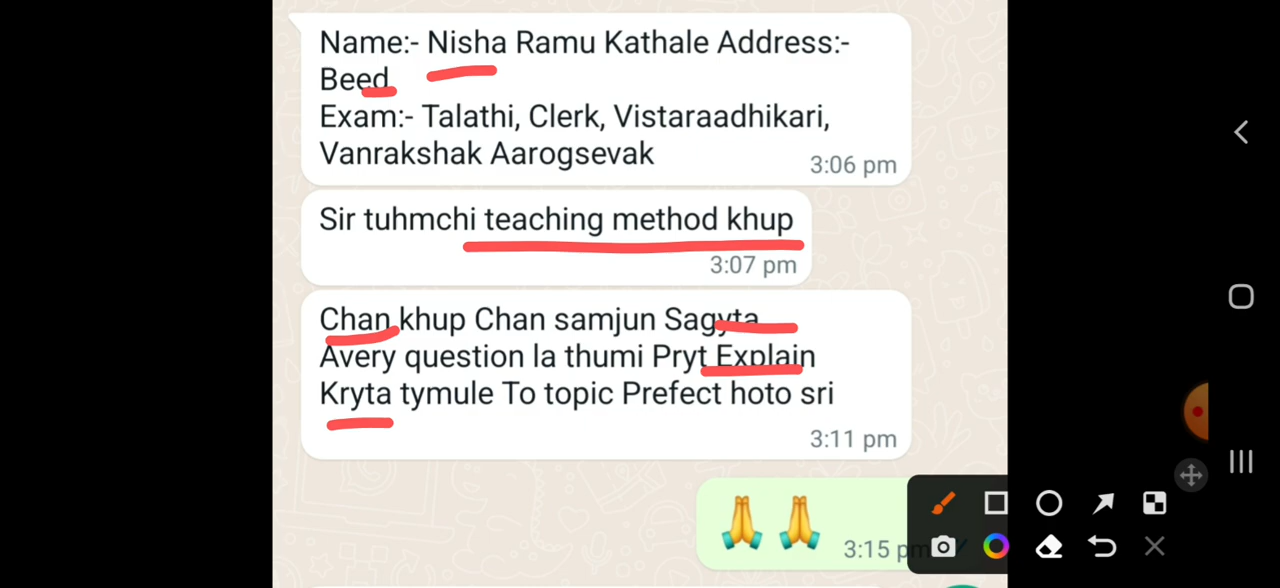 Name:- Nisha Ramu Kathale Address:-
Beed
Exam:- Talathi, Clerk, Vistaraadhikari,
Vanrakshak Aarogsevak
3:06 pm
Sir tuhmchi teaching method khup
3:07 pm
Chan khup Chan samjun Sagyta
Avery question la thumi Pryt Explain
Kryta tymule To topic Prefect hoto sri
3:11 pm
🙏 🙏
3:15 pm